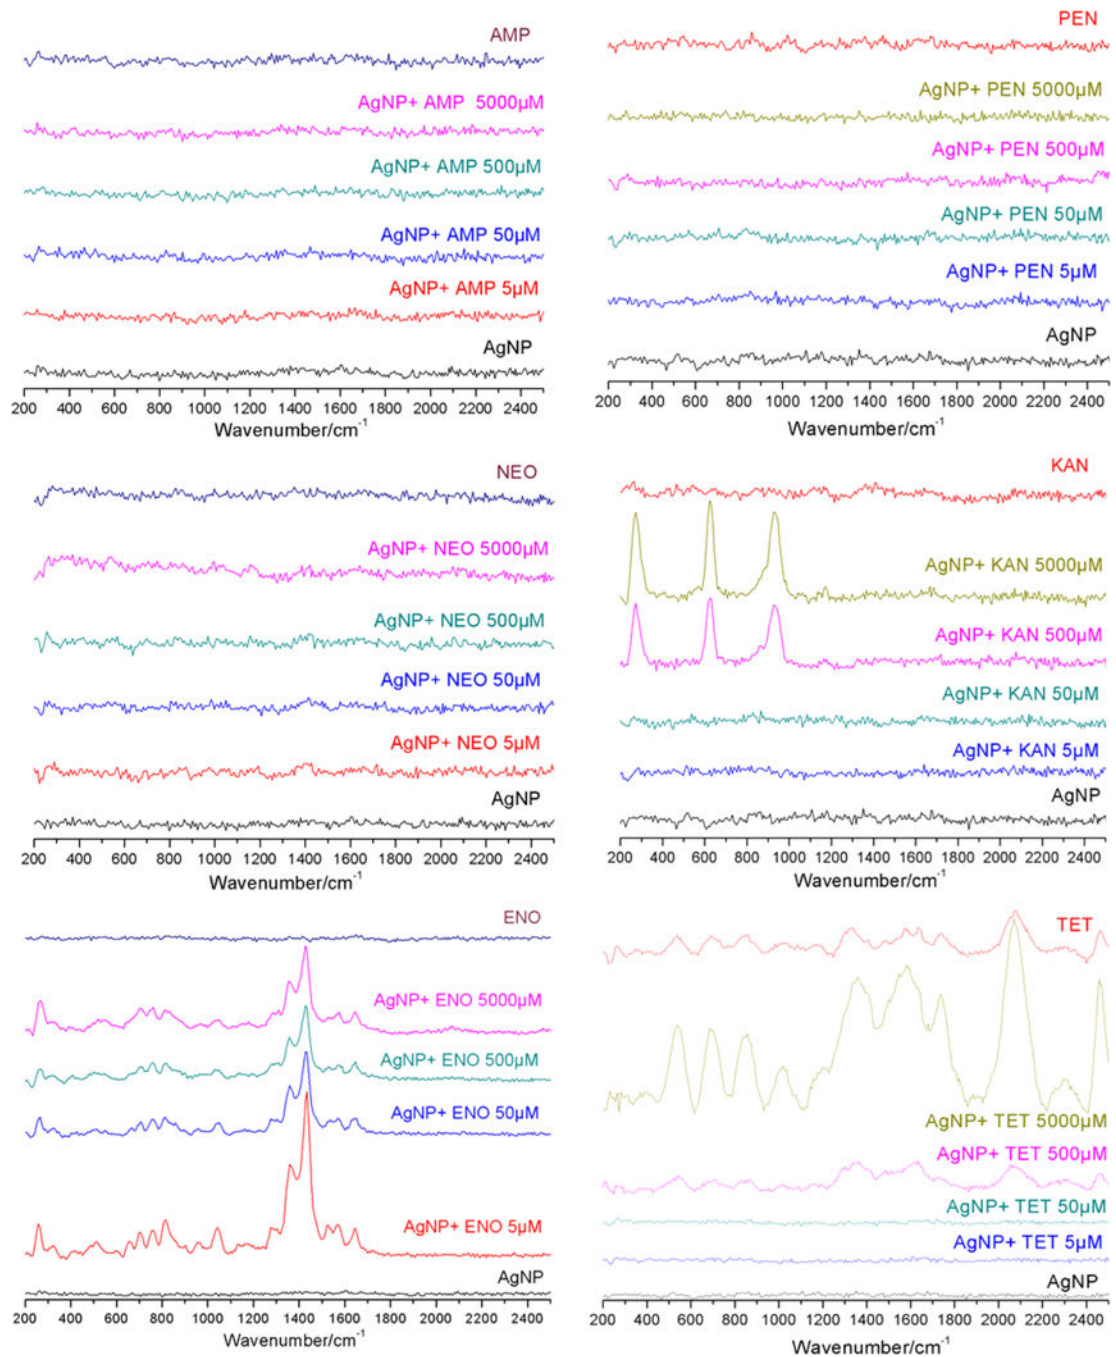 AMP
AgNP+ AMP 5000µM
AgNP+ AMP 500µM
AgNP+ AMP 50µM
AgNP+ AMP 5µM
AgNP
200 400 600 800 1000 1200 1400 1600 1800 2000 2200 2400
Wavenumber/cm⁻¹
PEN
AgNP+ PEN 5000µM
AgNP+ PEN 500µM
AgNP+ PEN 50µM
AgNP+ PEN 5µM
AgNP
200 400 600 800 1000 1200 1400 1600 1800 2000 2200 2400
Wavenumber/cm⁻¹
NEO
AgNP+ NEO 5000µM
AgNP+ NEO 500µM
AgNP+ NEO 50µM
AgNP+ NEO 5µM
AgNP
200 400 600 800 1000 1200 1400 1600 1800 2000 2200 2400
Wavenumber/cm⁻¹
KAN
AgNP+ KAN 5000µM
AgNP+ KAN 500µM
AgNP+ KAN 50µM
AgNP+ KAN 5µM
AgNP
200 400 600 800 1000 1200 1400 1600 1800 2000 2200 2400
Wavenumber/cm⁻¹
ENO
AgNP+ ENO 5000µM
AgNP+ ENO 500µM
AgNP+ ENO 50µM
AgNP+ ENO 5µM
AgNP
200 400 600 800 1000 1200 1400 1600 1800 2000 2200 2400
Wavenumber/cm⁻¹
TET
AgNP+ TET 5000µM
AgNP+ TET 500µM
AgNP+ TET 50µM
AgNP+ TET 5µM
AgNP
200 400 600 800 1000 1200 1400 1600 1800 2000 2200 2400
Wavenumber/cm⁻¹